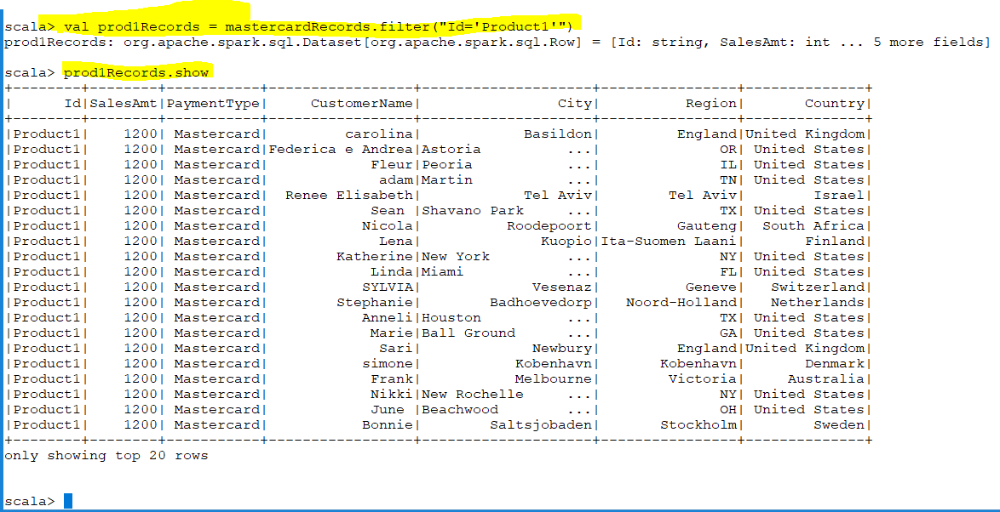 scala> val prod1Records = mastercardRecords.filter("Id='Product1'")
prod1Records: org.apache.spark.sql.Dataset[org.apache.spark.sql.Row] = [Id: string, SalesAmt: int ... 5 more fields]
scala> prod1Records.show
+--------+--------+-----------+-----------------+--------------------+----------------+--------------+
|      Id|SalesAmt|PaymentType|     CustomerName|                City|          Region|       Country|
+--------+--------+-----------+-----------------+--------------------+----------------+--------------+
|Product1|    1200| Mastercard|         carolina|            Basildon|         England|United Kingdom|
|Product1|    1200| Mastercard|Federica e Andrea|Astoria          ...|              OR| United States|
|Product1|    1200| Mastercard|            Fleur|Peoria           ...|              IL| United States|
|Product1|    1200| Mastercard|             adam|Martin           ...|              TN| United States|
|Product1|    1200| Mastercard|  Renee Elisabeth|            Tel Aviv|        Tel Aviv|        Israel|
|Product1|    1200| Mastercard|            Sean |Shavano Park     ...|              TX| United States|
|Product1|    1200| Mastercard|           Nicola|          Roodepoort|         Gauteng|  South Africa|
|Product1|    1200| Mastercard|             Lena|              Kuopio|Ita-Suomen Laani|       Finland|
|Product1|    1200| Mastercard|        Katherine|New York         ...|              NY| United States|
|Product1|    1200| Mastercard|            Linda|Miami            ...|              FL| United States|
|Product1|    1200| Mastercard|           SYLVIA|             Vesenaz|          Geneve|   Switzerland|
|Product1|    1200| Mastercard|        Stephanie|        Badhoevedorp|   Noord-Holland|   Netherlands|
|Product1|    1200| Mastercard|           Anneli|Houston          ...|              TX| United States|
|Product1|    1200| Mastercard|            Marie|Ball Ground      ...|              GA| United States|
|Product1|    1200| Mastercard|             Sari|             Newbury|         England|United Kingdom|
|Product1|    1200| Mastercard|           simone|           Kobenhavn|       Kobenhavn|       Denmark|
|Product1|    1200| Mastercard|            Frank|           Melbourne|        Victoria|     Australia|
|Product1|    1200| Mastercard|            Nikki|New Rochelle     ...|              NY| United States|
|Product1|    1200| Mastercard|            June |Beachwood        ...|              OH| United States|
|Product1|    1200| Mastercard|           Bonnie|        Saltsjobaden|       Stockholm|        Sweden|
+--------+--------+-----------+-----------------+--------------------+----------------+--------------+
only showing top 20 rows
scala>